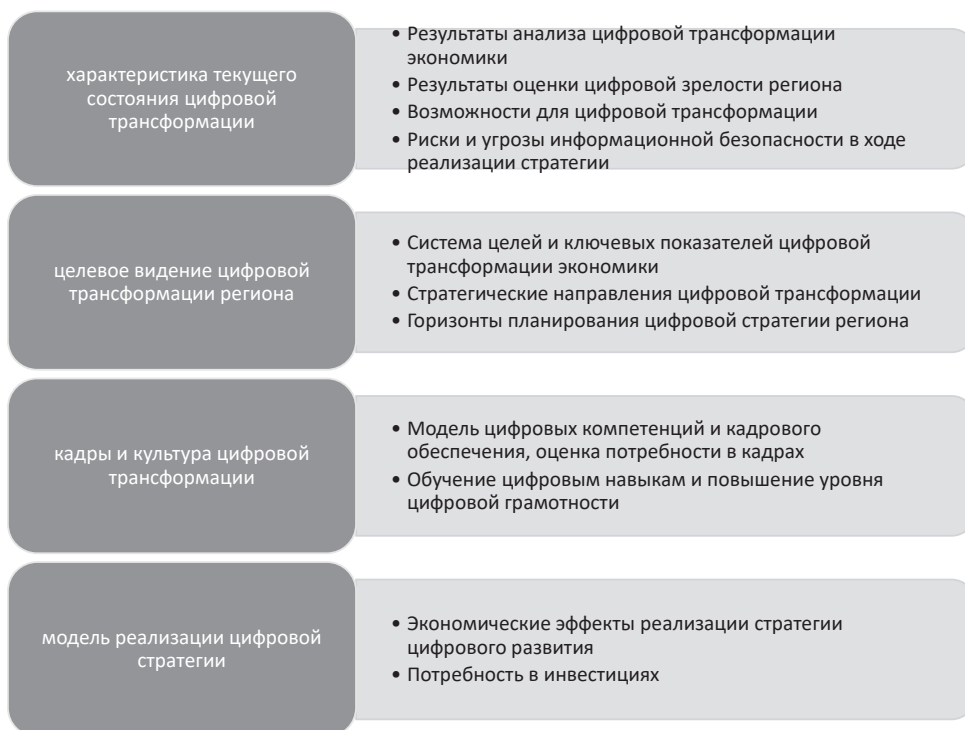 характеристика текущего
состояния цифровой
трансформации
• Результаты анализа цифровой трансформации
экономики
• Результаты оценки цифровой зрелости региона
• Возможности для цифровой трансформации
• Риски и угрозы информационной безопасности в ходе
реализации стратегии
целевое видение цифровой
трансформации региона
• Система целей и ключевых показателей цифровой
трансформации экономики
• Стратегические направления цифровой трансформации
• Горизонты планирования цифровой стратегии региона
кадры и культура цифровой
трансформации
• Модель цифровых компетенций и кадрового
обеспечения, оценка потребности в кадрах
• Обучение цифровым навыкам и повышение уровня
цифровой грамотности
модель реализации цифровой
стратегии
• Экономические эффекты реализации стратегии
цифрового развития
• Потребность в инвестициях